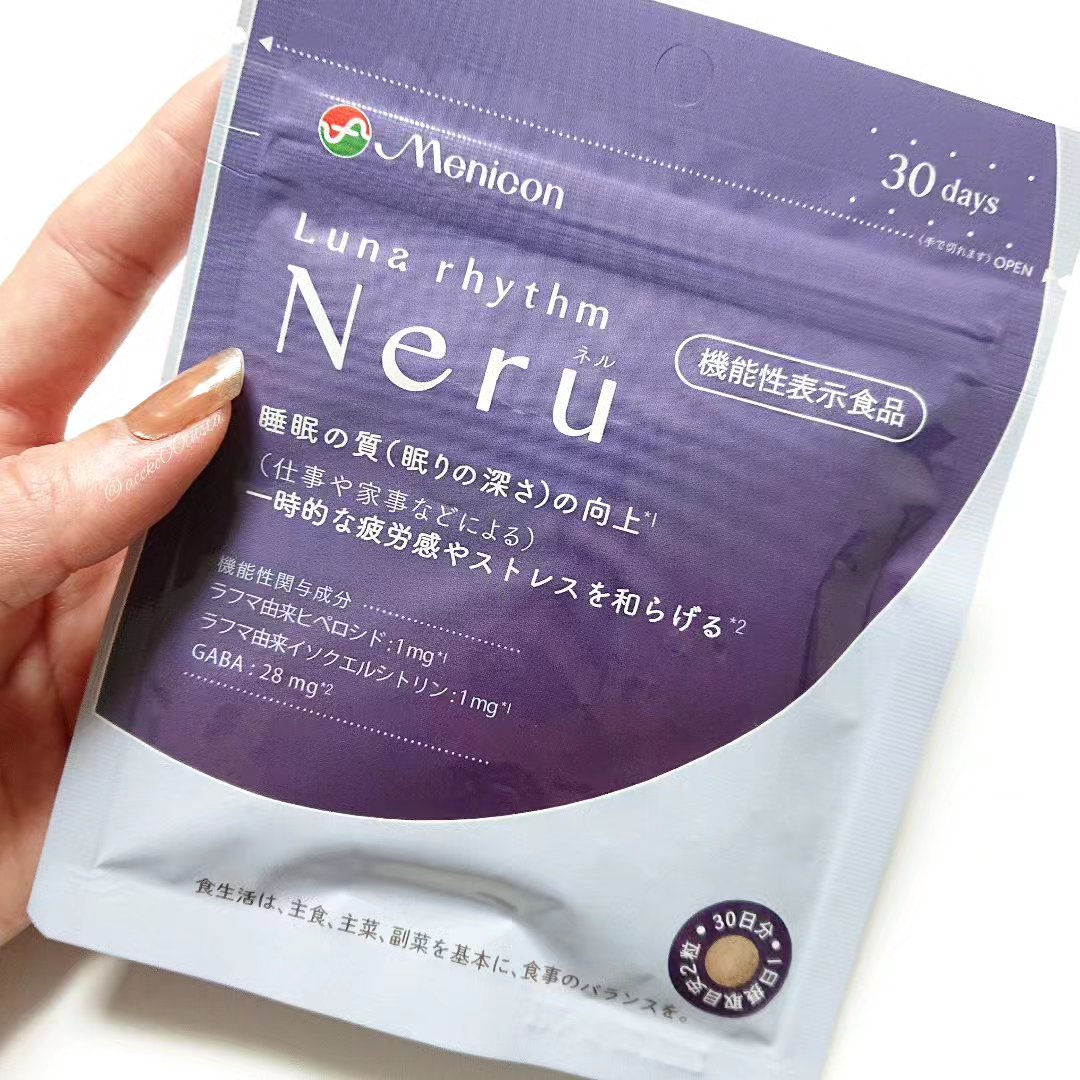 Menicon
30 days
(手で切れます) OPEN
Luna rhythm
Neru
ネル
機能性表示食品
睡眠の質(眠りの深さ)の向上*1
(仕事や家事などによる)
一時的な疲労感やストレスを和らげる*2
機能性関与成分
ラフマ由来ヒペロシド:1mg*1
ラフマ由来イソクエルシトリン:1mg*1
GABA:28 mg*2
食生活は、主食、主菜、副菜を基本に、食事のバランスを。
30日分・1日摂取目安2粒・